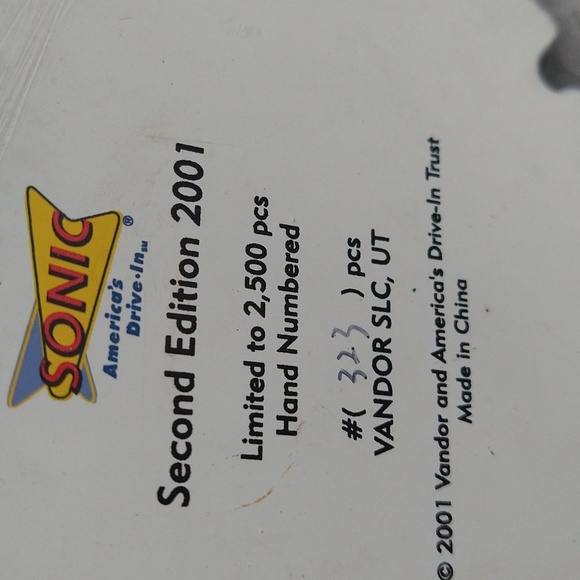 SONIC®
America's
Drive-In℠
Second Edition 2001
Limited to 2,500 pcs
Hand Numbered
#( 323 ) pcs
VANDOR SLC, UT
© 2001 Vandor and America's Drive-In Trust
Made in China